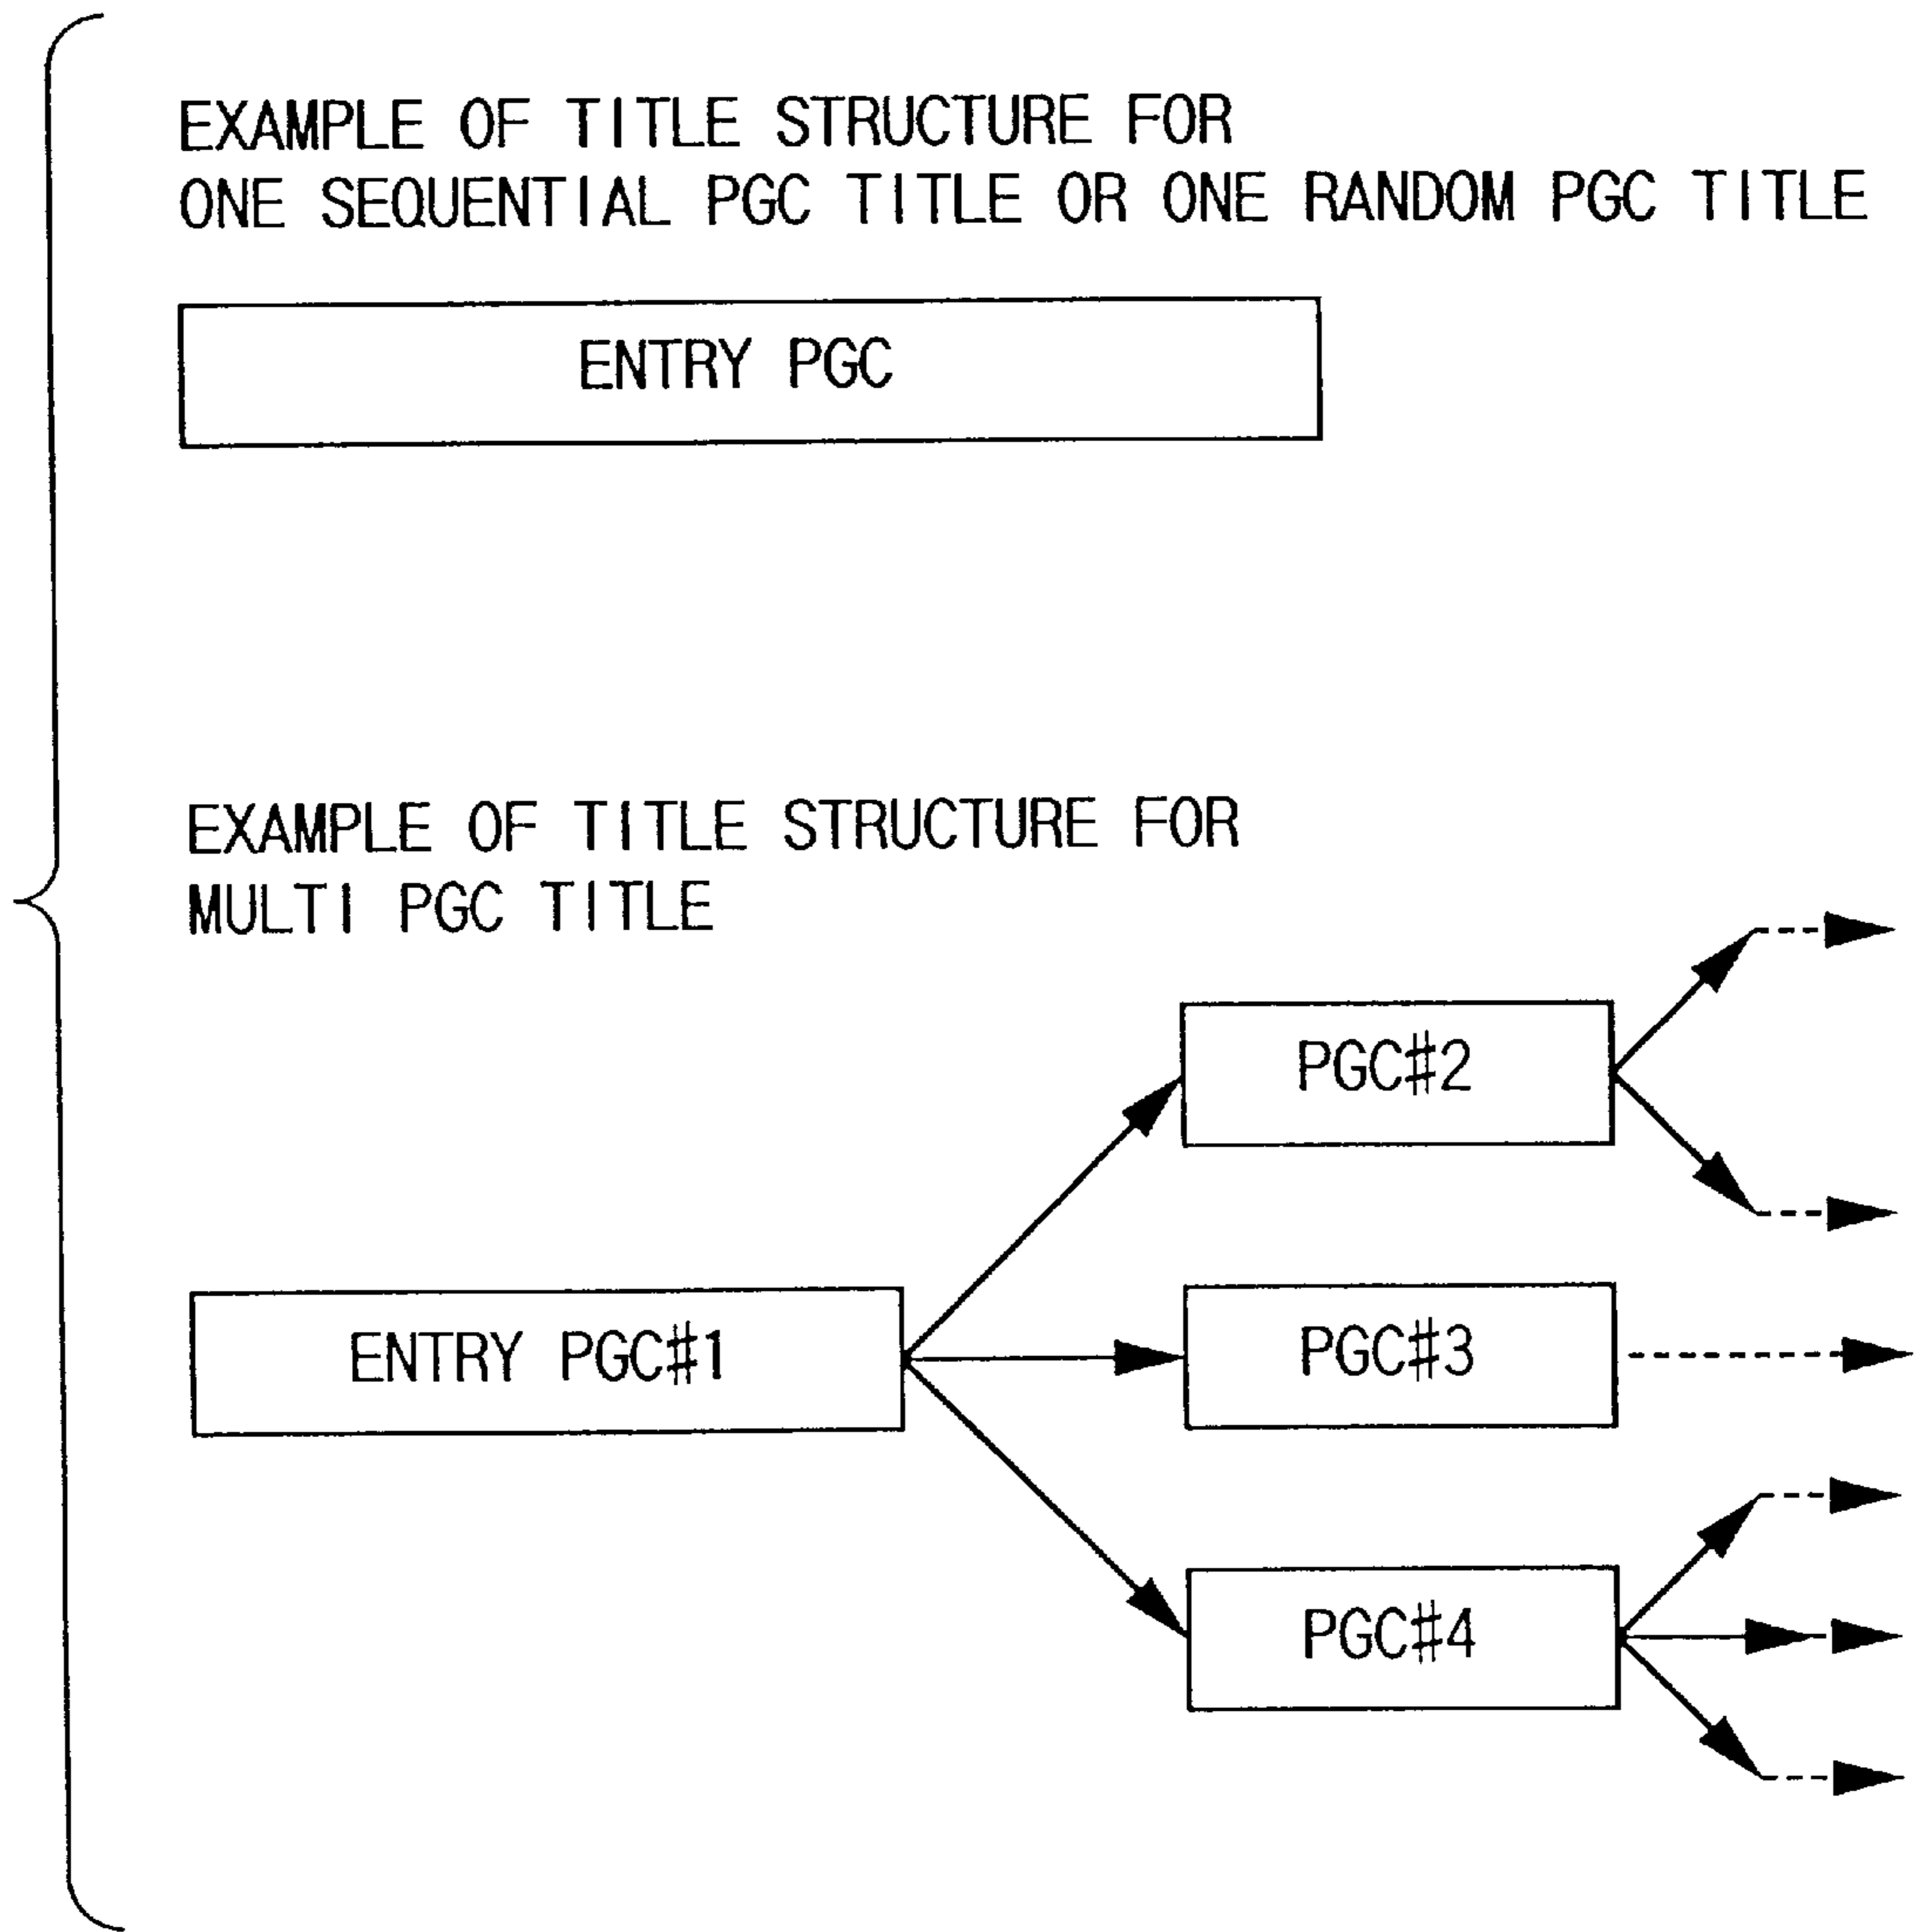 EXAMPLE OF TITLE STRUCTURE FOR
ONE SEQUENTIAL PGC TITLE OR ONE RANDOM PGC TITLE
ENTRY PGC
EXAMPLE OF TITLE STRUCTURE FOR
MULTI PGC TITLE
PGC#2
ENTRY PGC#1
PGC#3
PGC#4